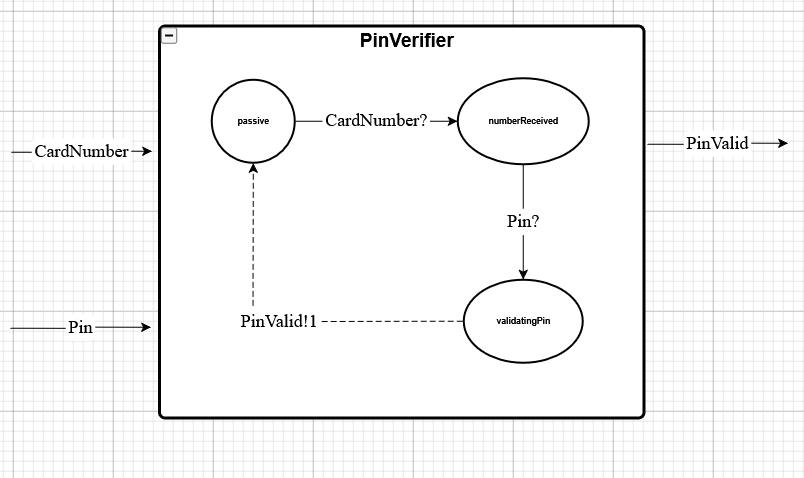 PinVerifier
passive
CardNumber?
numberReceived
CardNumber
PinValid
Pin?
PinValid!1
validatingPin
Pin